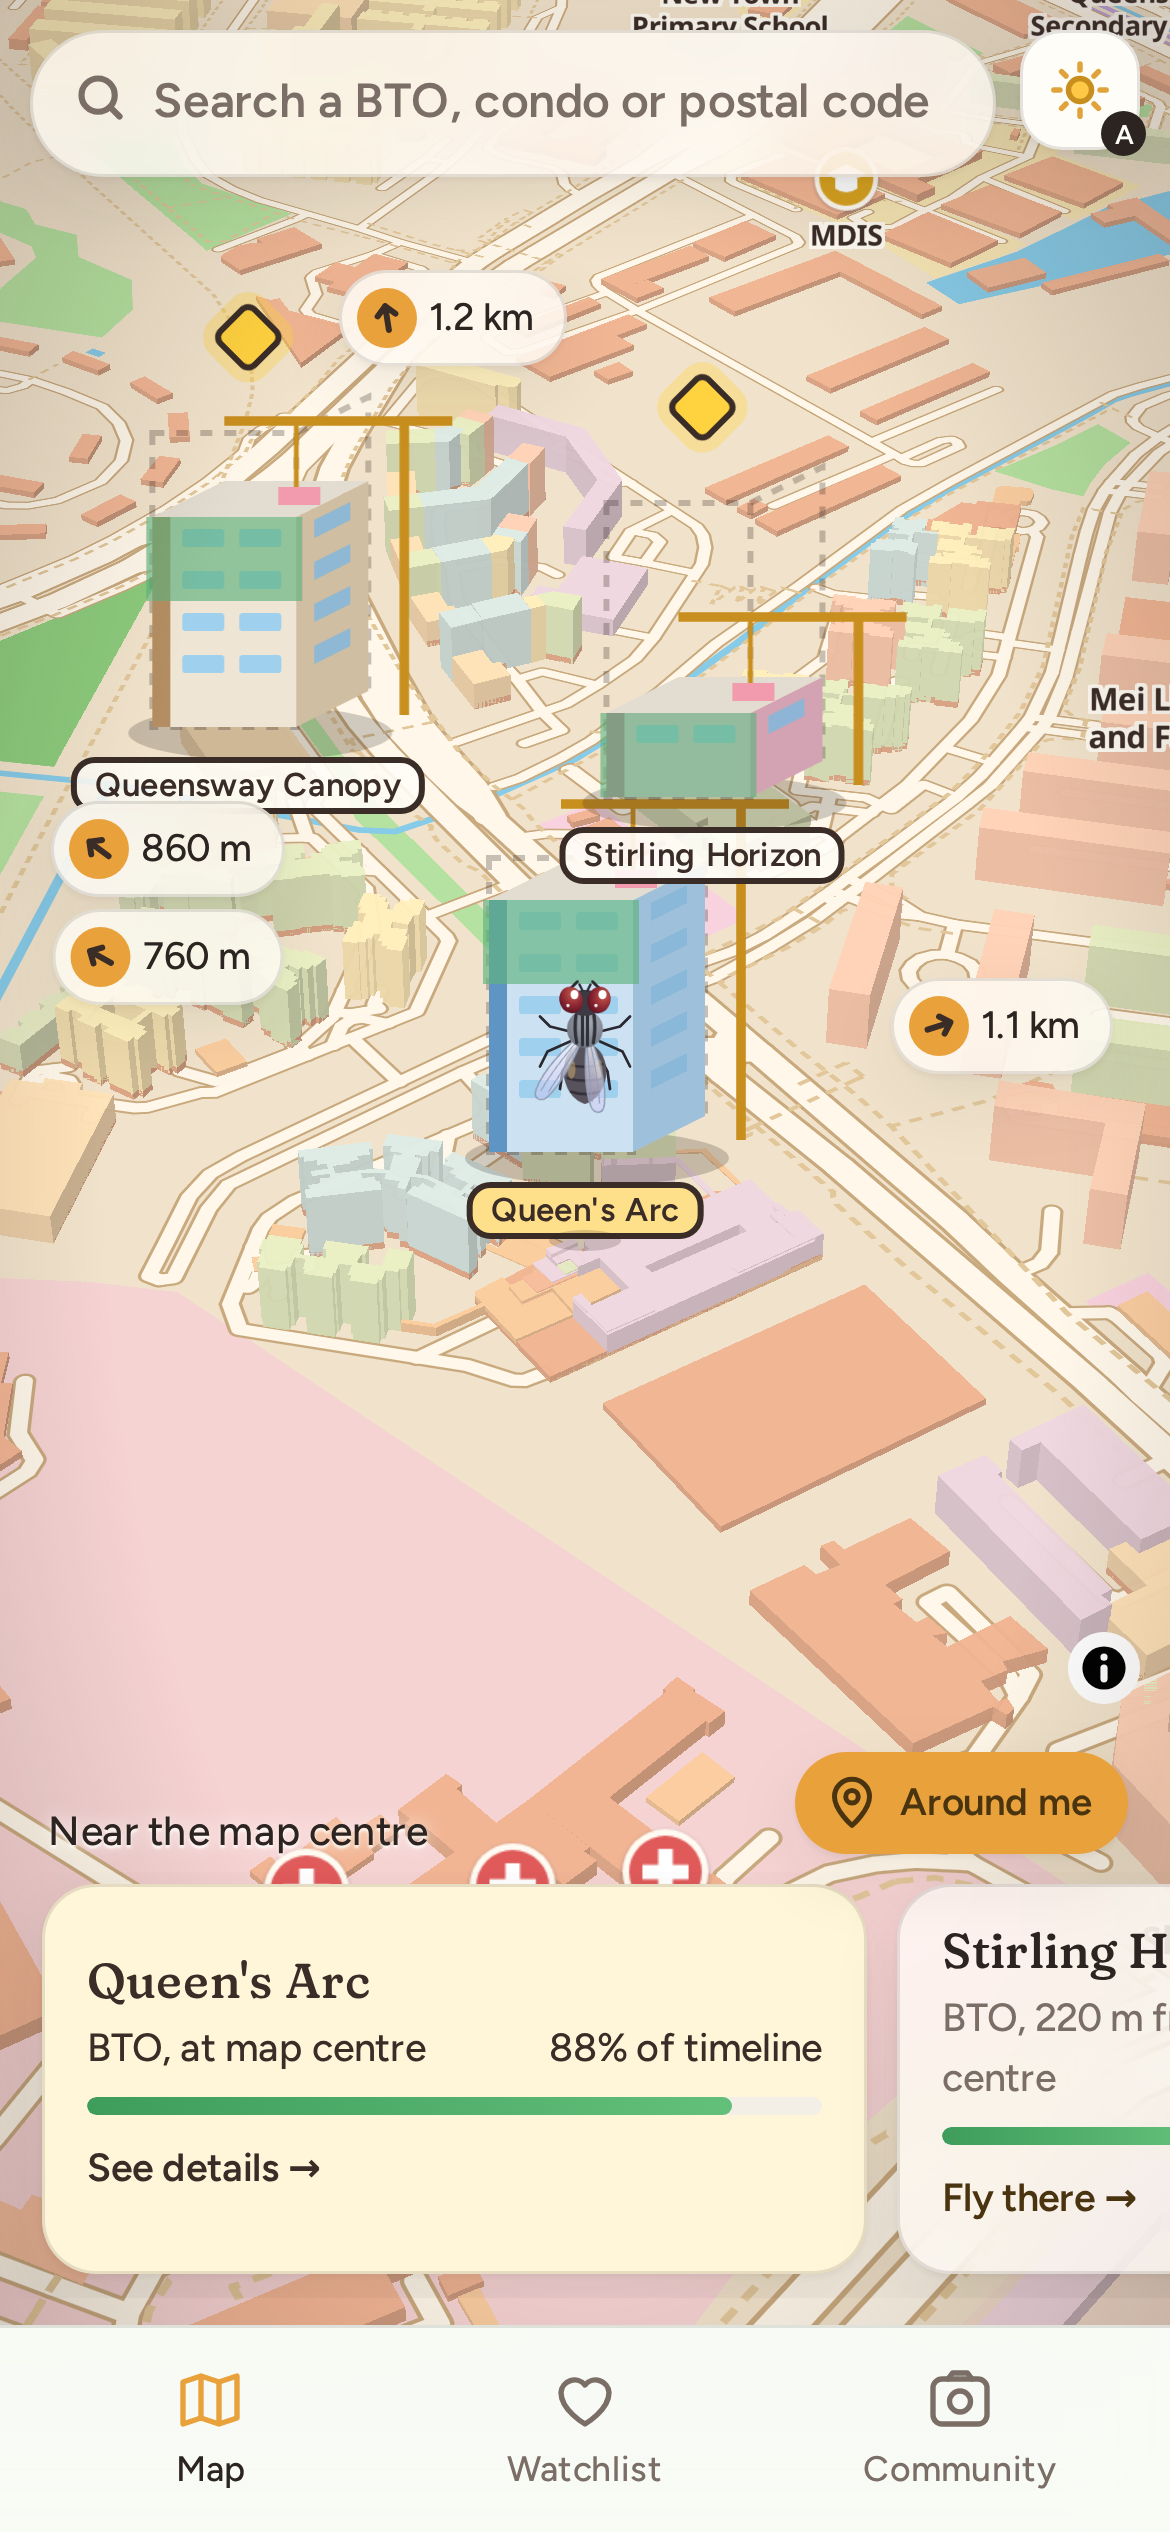 Primary School
Secondary
Search a BTO, condo or postal code
A
MDIS
1.2 km
Mei L
and F
Queensway Canopy
860 m
Stirling Horizon
760 m
1.1 km
Queen's Arc
Around me
Near the map centre
Queen's Arc
BTO, at map centre
88% of timeline
See details →
Stirling H
BTO, 220 m fr
centre
Fly there →
Map
Watchlist
Community